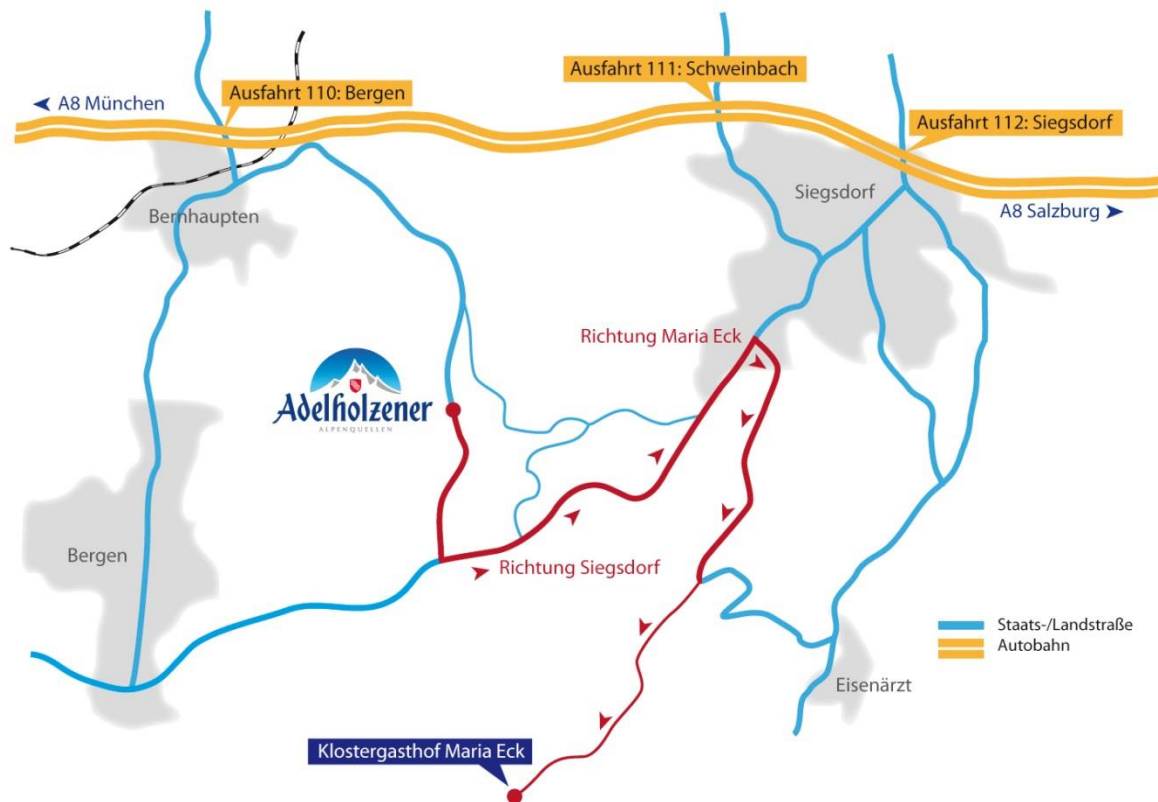 Ausfahrt 111: Schweinbach
Ausfahrt 110: Bergen
A8 München
Ausfahrt 112: Siegsdorf
Siegsdorf
A8 Salzburg
Bernhaupten
Richtung Maria Eck
Adelholzener
ALPENQUELLEN
Bergen
Richtung Siegsdorf
Staats-/Landstraße
Autobahn
Eisenärzt
Klostergasthof Maria Eck